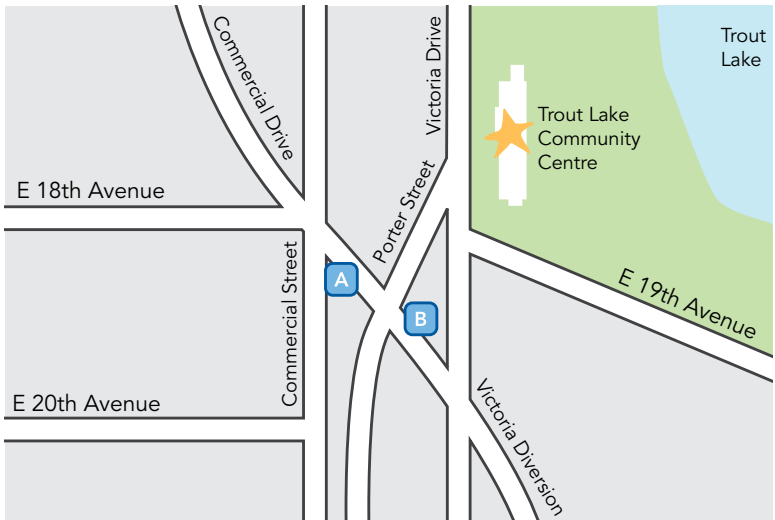 Commercial Drive
Victoria Drive
Trout
Lake
Trout Lake
Community
Centre
E 18th Avenue
Porter Street
Commercial Street
A
B
E 19th Avenue
E 20th Avenue
Victoria Diversion